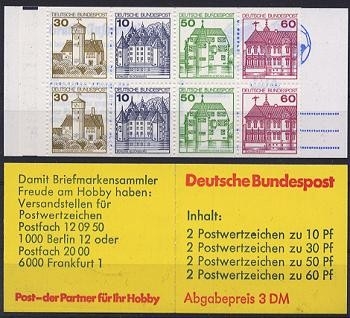 DEUTSCHE BUNDESPOST DEUTSCHE BUNDESPOST DEUTSCHE BUNDESPOST DEUTSCHE BUNDESPOST
30 10 50 60
DEUTSCHE BUNDESPOST DEUTSCHE BUNDESPOST DEUTSCHE BUNDESPOST DEUTSCHE BUNDESPOST
30 10 50 60
Damit Briefmarkensammler
Freude am Hobby haben:
Versandstellen für
Postwertzeichen
Postfach 12 09 50
1000 Berlin 12 oder
Postfach 20 00
6000 Frankfurt 1
Post–der Partner für Ihr Hobby
Deutsche Bundespost
Inhalt:
2 Postwertzeichen zu 10 Pf
2 Postwertzeichen zu 30 Pf
2 Postwertzeichen zu 50 Pf
2 Postwertzeichen zu 60 Pf
Abgabepreis 3 DM